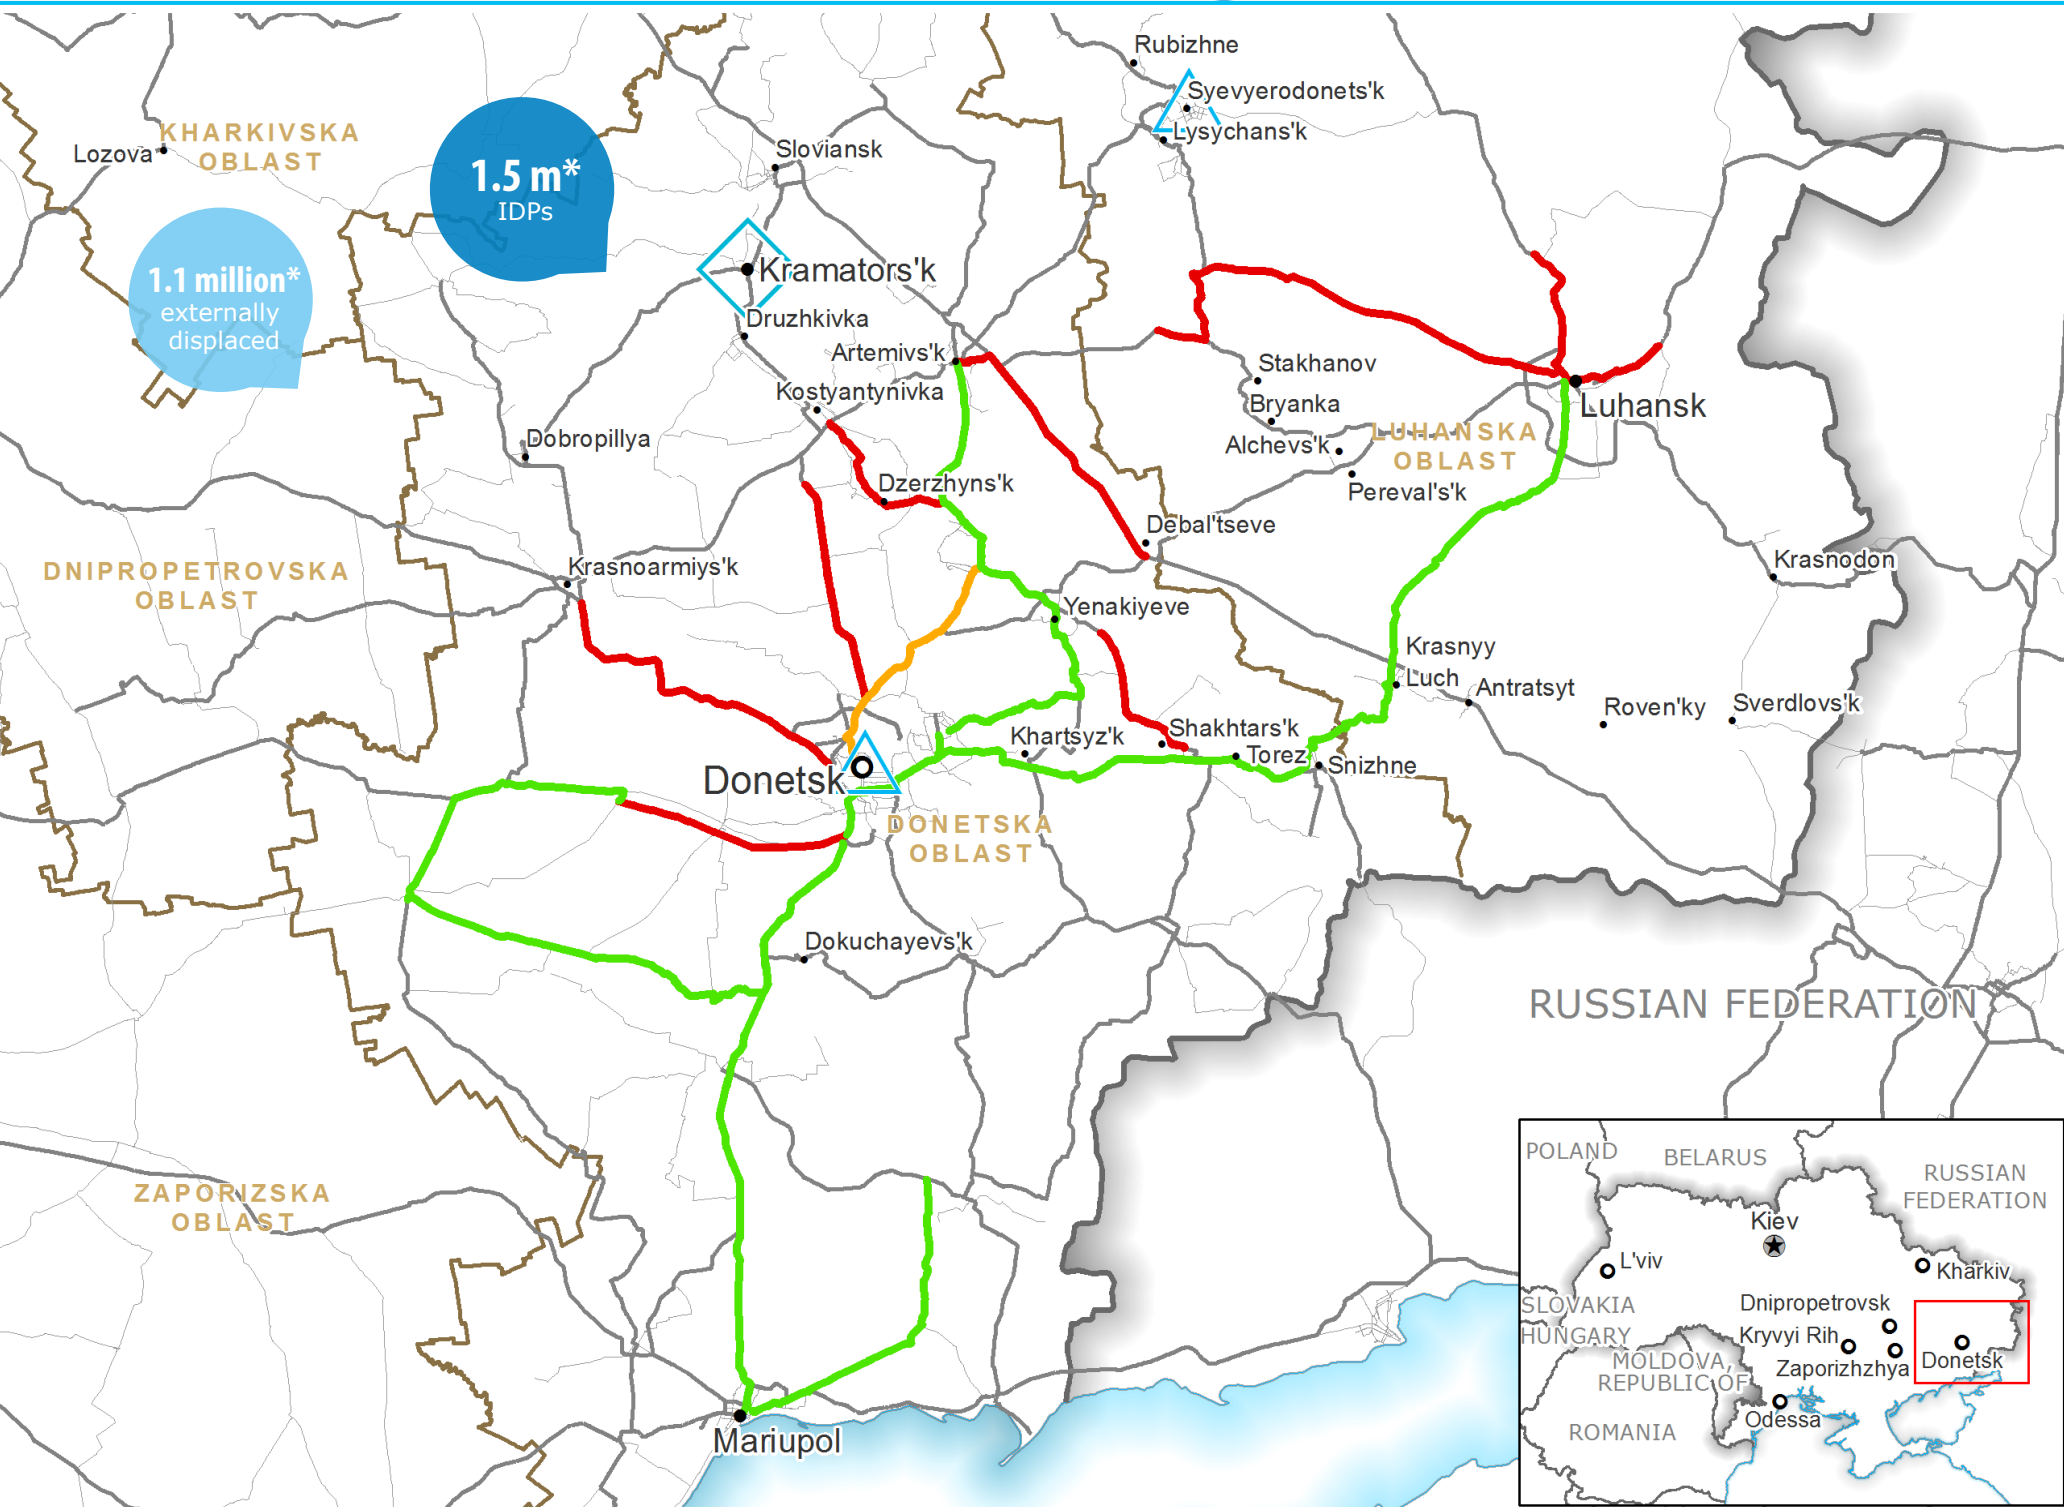 Rubizhne
Syevyerodonets'k
Lysychans'k
KHARKIVSKA
OBLAST
Lozova
1.5 m*
IDPs
Sloviansk
1.1 million*
externally
displaced
Kramators'k
Druzhkivka
Artemivs'k
Kostyantynivka
Stakhanov
Bryanka
Alchevs'k
Pereval's'k
LUHANSKA
OBLAST
Luhansk
Dobropillya
Dzerzhyns'k
Debal'tseve
DNIPROPETROVSKA
OBLAST
Krasnoarmiys'k
Yenakiyeve
Krasnodon
Krasnyy
Luch
Antratsyt
Roven'ky
Sverdlovs'k
Khartsyz'k
Shakhtars'k
Torez
Snizhne
Donetsk
DONETSKA
OBLAST
Dokuchayevs'k
RUSSIAN FEDERATION
ZAPORIZSKA
OBLAST
Mariupol
POLAND
BELARUS
RUSSIAN
FEDERATION
Kiev
L'viv
Kharkiv
SLOVAKIA
HUNGARY
Dnipropetrovsk
Kryvyi Rih
Zaporizhzhya
Donetsk
MOLDOVA,
REPUBLIC OF
Odessa
ROMANIA